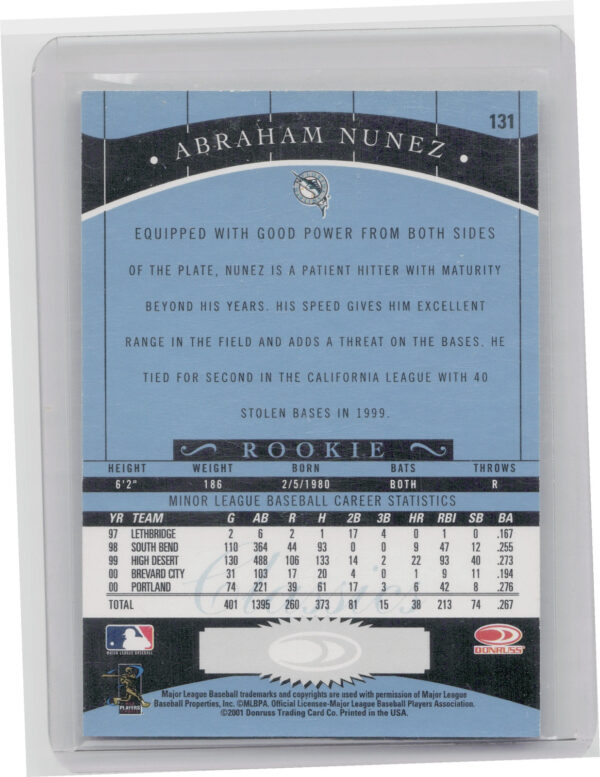 131
ABRAHAM NUNEZ
EQUIPPED WITH GOOD POWER FROM BOTH SIDES
OF THE PLATE, NUNEZ IS A PATIENT HITTER WITH MATURITY
BEYOND HIS YEARS. HIS SPEED GIVES HIM EXCELLENT
RANGE IN THE FIELD AND ADDS A THREAT ON THE BASES. HE
TIED FOR SECOND IN THE CALIFORNIA LEAGUE WITH 40
STOLEN BASES IN 1999.
ROOKIE
HEIGHT WEIGHT BORN BATS THROWS
6'2" 186 2/5/1980 BOTH R
MINOR LEAGUE BASEBALL CAREER STATISTICS
YR TEAM G AB R H 2B 3B HR RBI SB BA
97 LETHBRIDGE 2 6 2 1 17 4 0 1 0 .167
98 SOUTH BEND 110 364 44 93 0 0 9 47 12 .255
99 HIGH DESERT 130 488 106 133 14 2 22 93 40 .273
00 BREVARD CITY 31 103 17 20 4 0 1 9 11 .194
00 PORTLAND 74 221 39 61 17 3 6 42 8 .276
TOTAL 401 1395 260 373 81 15 38 213 74 .267
Classics
MAJOR LEAGUE BASEBALL
DONRUSS
PLAYERS
Major League Baseball trademarks and copyrights are used with permission of Major League
Baseball Properties, Inc. ©MLBPA. Official Licensee-Major League Baseball Players Association.
©2001 Donruss Trading Card Co. Printed in the USA.